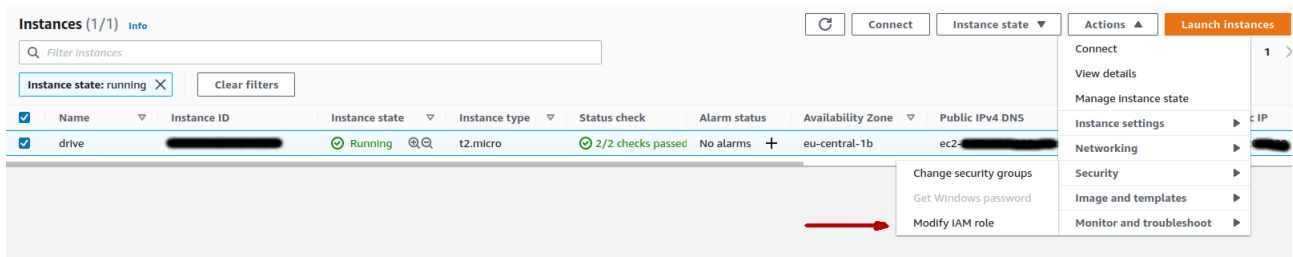 Instances (1/1) Info
Connect
Instance state
Actions
Launch instances
Filter instances
1
Instance state: running
Clear filters
Name
Instance ID
Instance state
Instance type
Status check
Alarm status
Availability Zone
Public IPv4 DNS
c IP
drive
Running
t2.micro
2/2 checks passed
No alarms
eu-central-1b
ec2-
Connect
View details
Manage instance state
Instance settings
Networking
Security
Image and templates
Monitor and troubleshoot
Change security groups
Get Windows password
Modify IAM role